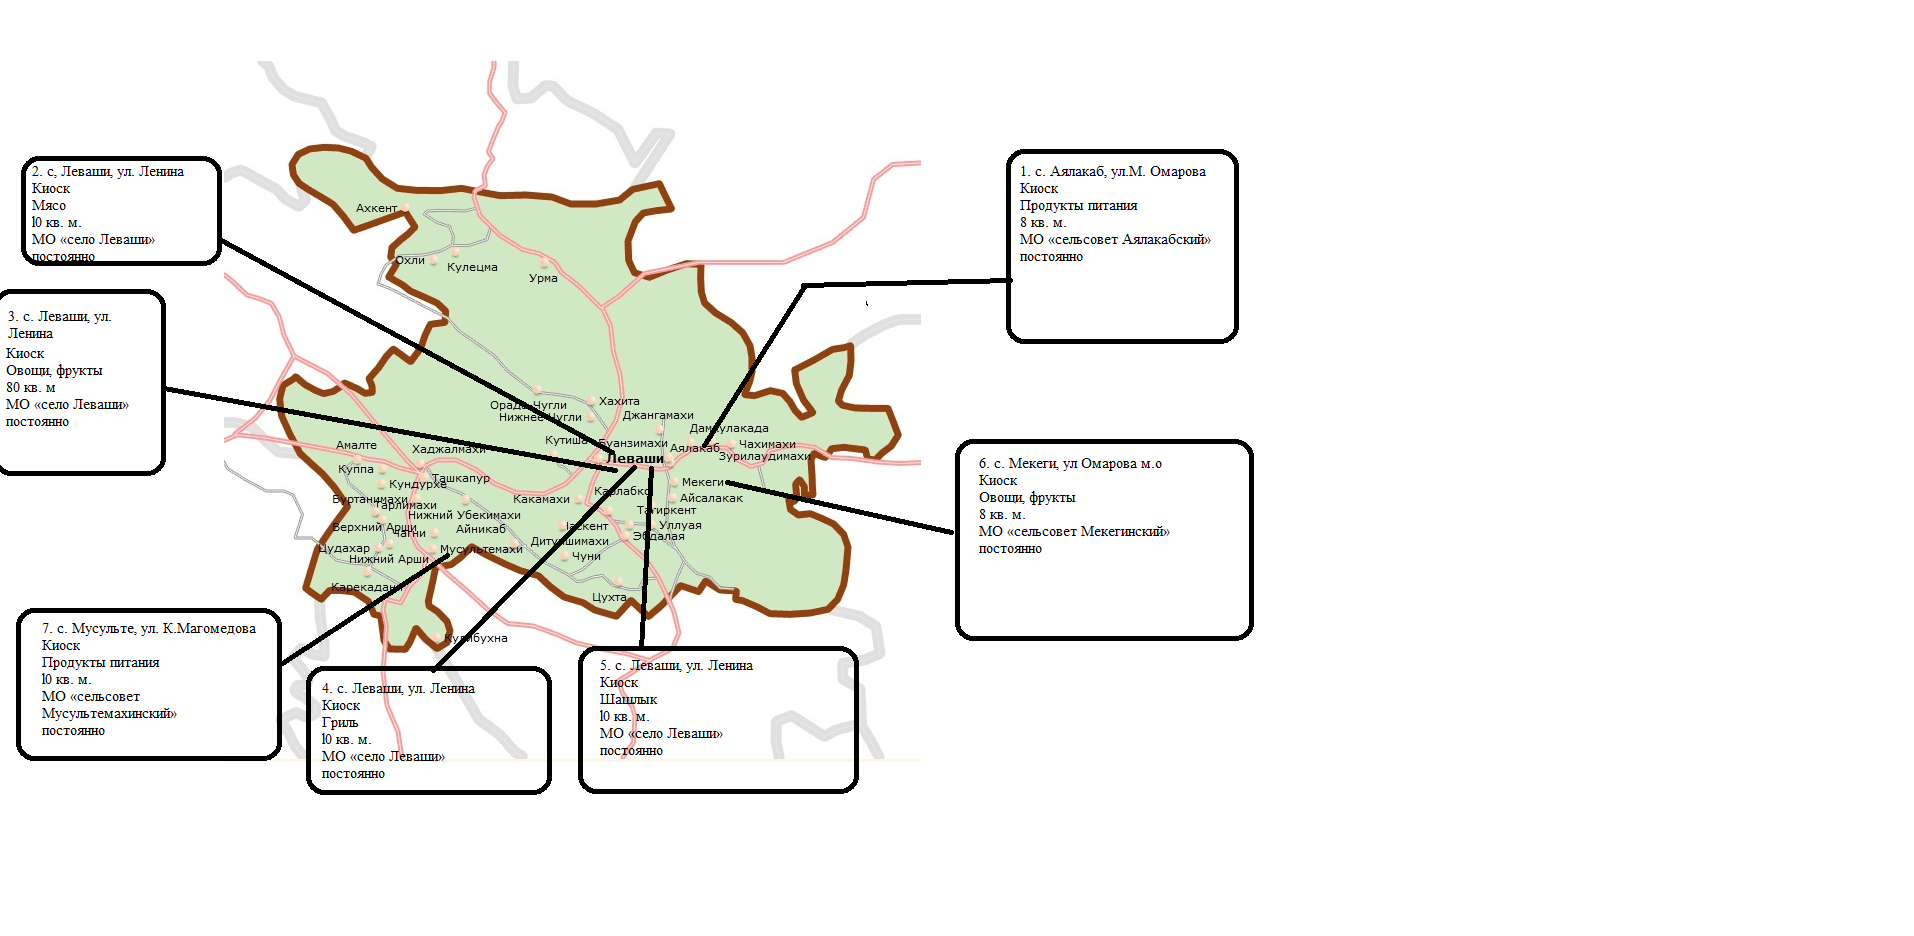 2. с, Леваши, ул. Ленина
Киоск
Мясо
10 кв. м.
МО «село Леваши»
постоянно
1. с. Аялакаб, ул.М. Омарова
Киоск
Продукты питания
8 кв. м.
МО «сельсовет Аялакабский»
постоянно
3. с. Леваши, ул.
Ленина
Киоск
Овощи, фрукты
80 кв. м
МО «село Леваши»
постоянно
6. с. Мекеги, ул Омарова м.о
Киоск
Овощи, фрукты
8 кв. м.
МО «сельсовет Мекегинский»
постоянно
7. с. Мусульте, ул. К.Магомедова
Киоск
Продукты питания
10 кв. м.
МО «сельсовет
Мусультемахинский»
постоянно
4. с. Леваши, ул. Ленина
Киоск
Гриль
10 кв. м.
МО «село Леваши»
постоянно
5. с. Леваши, ул. Ленина
Киоск
Шашлык
10 кв. м.
МО «село Леваши»
постоянно
Ахкент
Охли
Кулецма
Урма
Орада Чугли
Хахита
Нижнее Чугли
Джангамахи
Дамкулакада
Кутиша
Буанзимахи
Аялакаб
Чахимахи
Зурилаудимахи
Леваши
Амалте
Хаджалмахи
Куппа
Ташкапур
Кундурхе
Мекеги
Карлабко
Буртанимахи
Тарлимахи
Какамахи
Айсалакак
Нижний Убекимахи
Тагиркент
Верхний Арши
Чагни
Айникаб
Наскент
Уллуая
Эбдалая
Цудахар
Дитуншимахи
Мусультемахи
Нижний Арши
Чуни
Карекадани
Цухта
Кулибухна